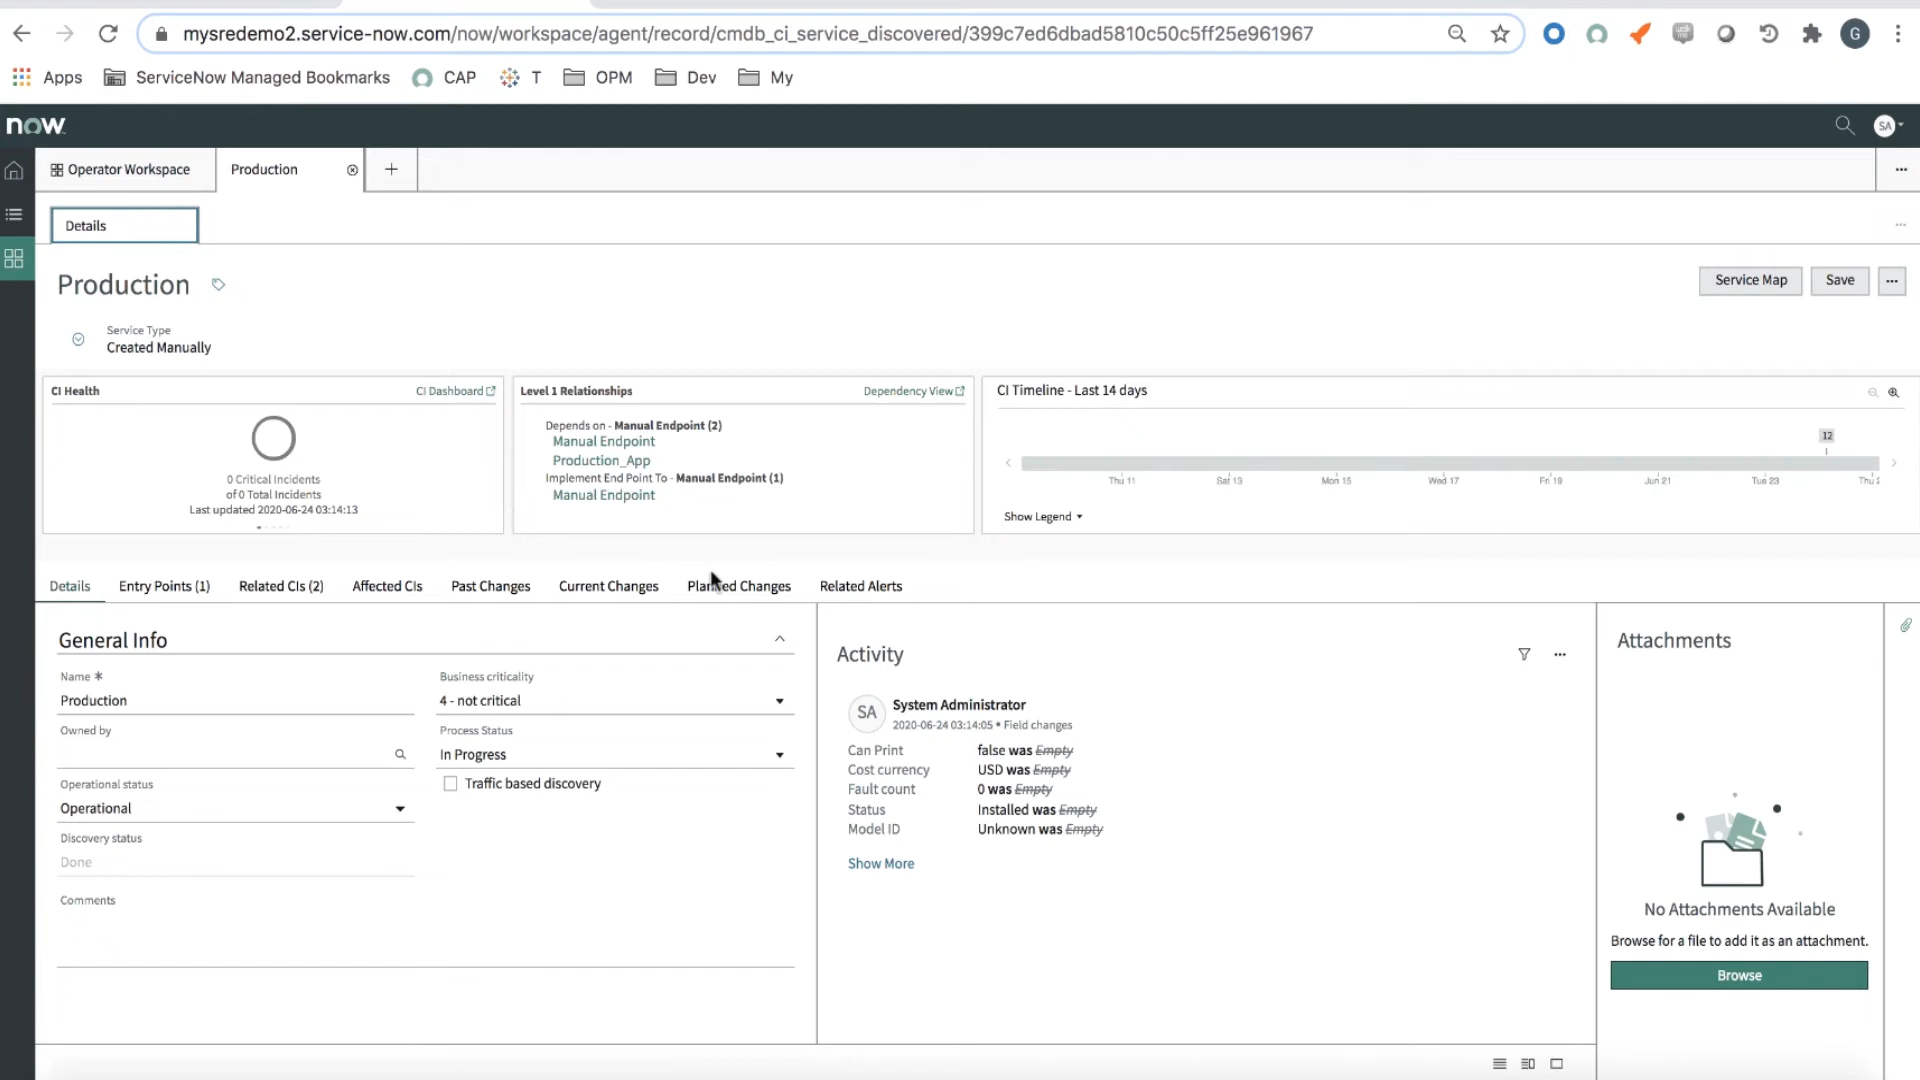 mysredemo2.service-now.com/now/workspace/agent/record/cmdb_ci_service_discovered/399c7ed6dbad5810c50c5ff25e961967
G
Apps ServiceNow Managed Bookmarks CAP T OPM Dev My
now
SA
Operator Workspace Production
Details
Production
Service Map Save
Service Type
Created Manually
CI Health CI Dashboard
0 Critical Incidents
of 0 Total Incidents
Last updated 2020-06-24 03:14:13
Level 1 Relationships Dependency View
Depends on - Manual Endpoint (2)
Manual Endpoint
Production_App
Implement End Point To - Manual Endpoint (1)
Manual Endpoint
CI Timeline - Last 14 days
12
Thu 11 Sat 13 Mon 15 Wed 17 Fri 19 Jun 21 Tue 23
Show Legend
Details Entry Points (1) Related CIs (2) Affected CIs Past Changes Current Changes Planned Changes Related Alerts
General Info
Name *
Production
Business criticality
4 - not critical
Owned by
Process Status
In Progress
Operational status
Operational
Traffic based discovery
Discovery status
Done
Comments
Activity
SA
System Administrator
2020-06-24 03:14:05 • Field changes
Can Print false was Empty
Cost currency USD was Empty
Fault count 0 was Empty
Status Installed was Empty
Model ID Unknown was Empty
Show More
Attachments
No Attachments Available
Browse for a file to add it as an attachment.
Browse